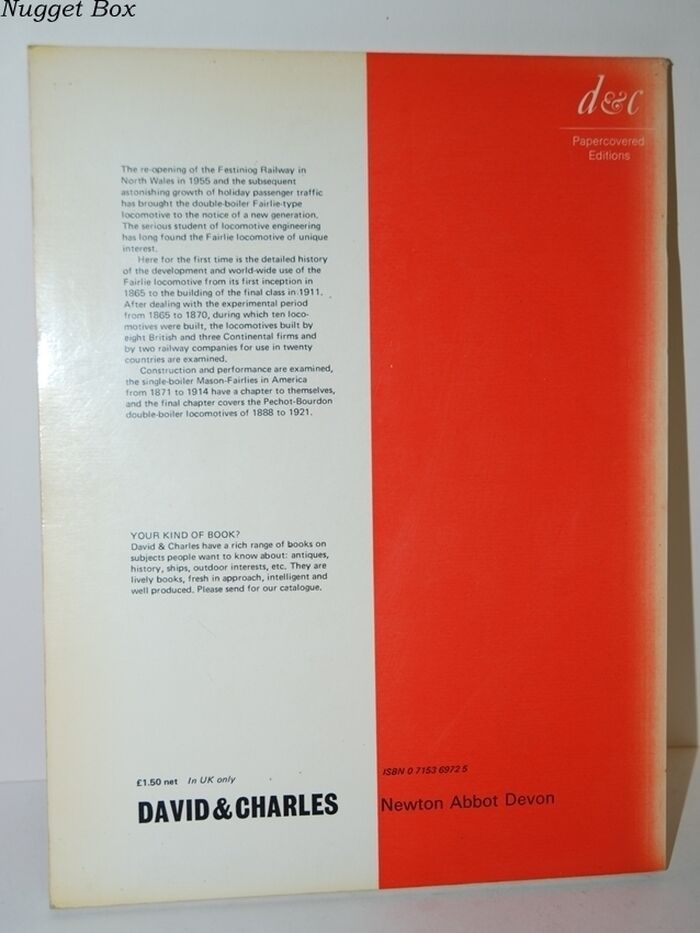 Nugget Box
d&c
Papercovered
Editions
The re-opening of the Festiniog Railway in
North Wales in 1955 and the subsequent
astonishing growth of holiday passenger traffic
has brought the double-boiler Fairlie-type
locomotive to the notice of a new generation.
The serious student of locomotive engineering
has long found the Fairlie locomotive of unique
interest.
Here for the first time is the detailed history
of the development and world-wide use of the
Fairlie locomotive from its first inception in
1865 to the building of the final class in 1911.
After dealing with the experimental period
from 1865 to 1870, during which ten loco-
motives were built, the locomotives built by
eight British and three Continental firms and
by two railway companies for use in twenty
countries are examined.
Construction and performance are examined,
the single-boiler Mason-Fairlies in America
from 1871 to 1914 have a chapter to themselves,
and the final chapter covers the Pechot-Bourdon
double-boiler locomotives of 1888 to 1921.
YOUR KIND OF BOOK?
David & Charles have a rich range of books on
subjects people want to know about: antiques,
history, ships, outdoor interests, etc. They are
lively books, fresh in approach, intelligent and
well produced. Please send for our catalogue.
£1.50 net In UK only
ISBN 0 7153 6972 5
DAVID & CHARLES Newton Abbot Devon